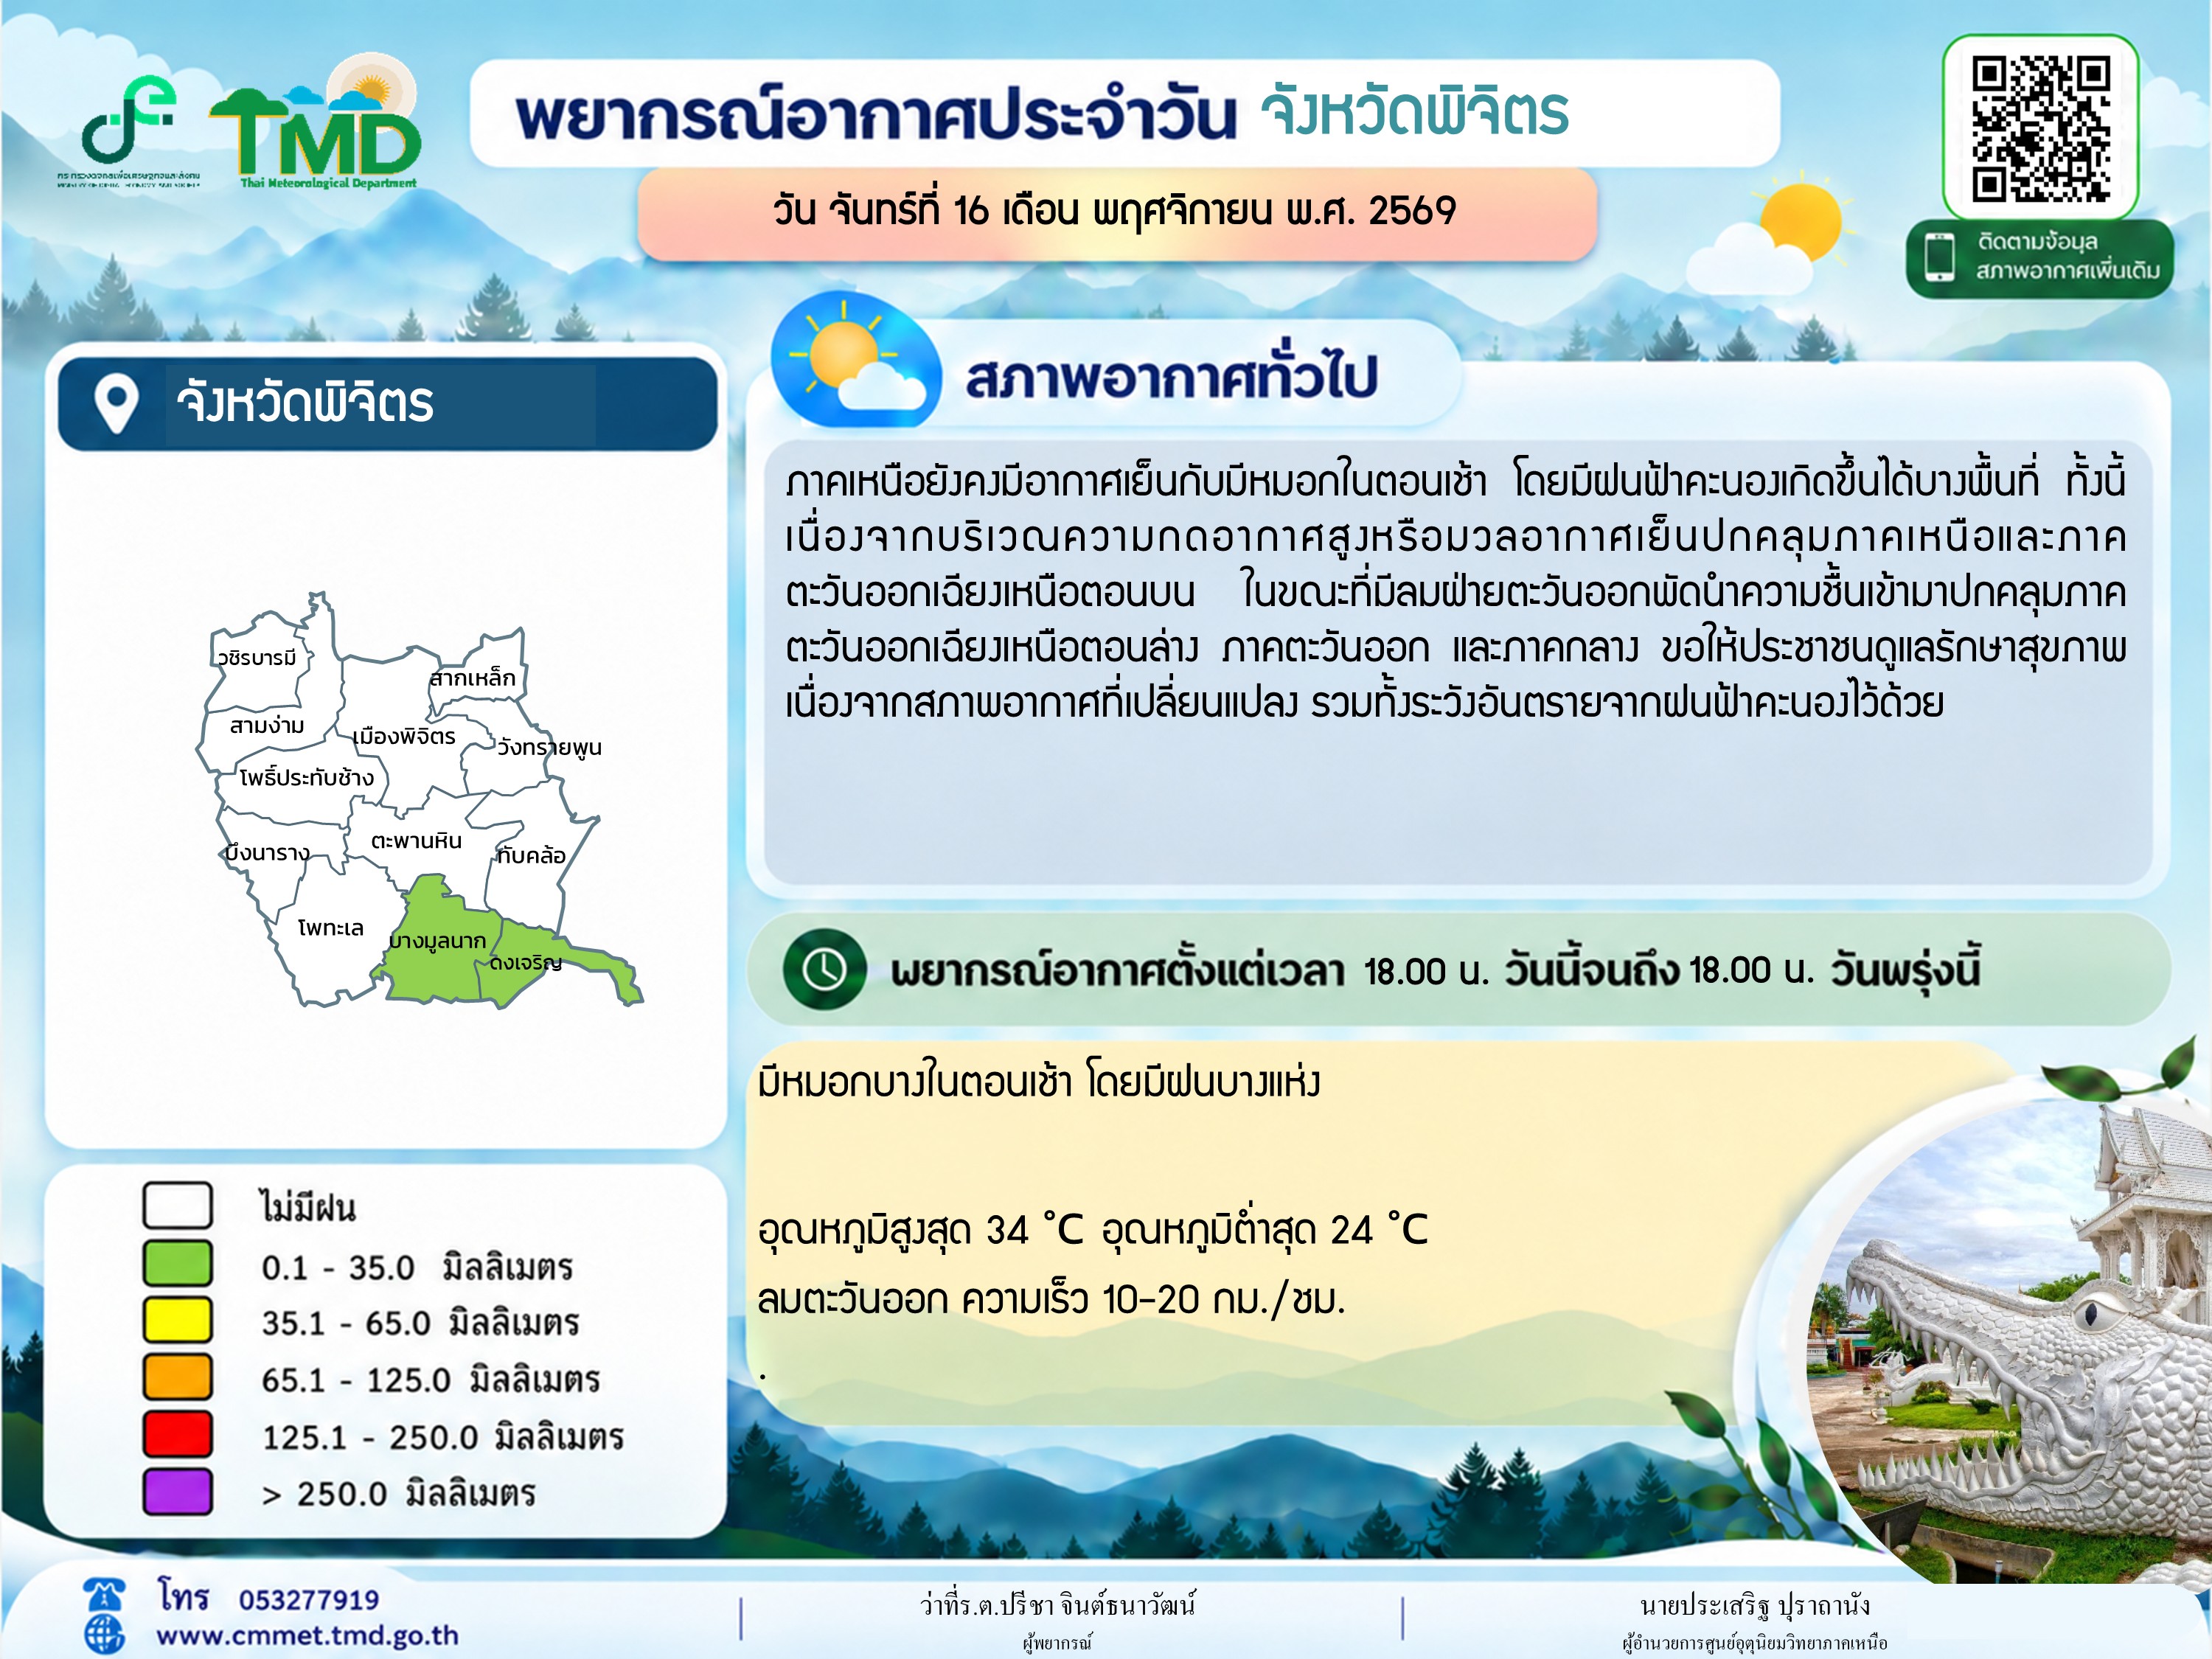 พยากรณ์อากาศประจำวัน จังหวัดพิจิตร
TMD
Thai Meteorological Department
วัน จันทร์ที่ 16 เดือน พฤศจิกายน พ.ศ. 2569
ติดตามข้อมูล
สภาพอากาศเพิ่มเติม
จังหวัดพิจิตร
วชิรบารมี
สากเหล็ก
สามง่าม
เมืองพิจิตร
วังทรายพูน
โพธิ์ประทับช้าง
ตะพานหิน
บึงนาราง
ทับคล้อ
โพทะเล
บางมูลนาก
ดงเจริญ
ไม่มีฝน
0.1 - 35.0 มิลลิเมตร
35.1 - 65.0 มิลลิเมตร
65.1 - 125.0 มิลลิเมตร
125.1 - 250.0 มิลลิเมตร
> 250.0 มิลลิเมตร
สภาพอากาศทั่วไป
ภาคเหนือยังคงมีอากาศเย็นกับมีหมอกในตอนเช้า โดยมีฝนฟ้าคะนองเกิดขึ้นได้บางพื้นที่ ทั้งนี้
เนื่องจากบริเวณความกดอากาศสูงหรือมวลอากาศเย็นปกคลุมภาคเหนือและภาค
ตะวันออกเฉียงเหนือตอนบน ในขณะที่มีลมฝ่ายตะวันออกพัดนำความชื้นเข้ามาปกคลุมภาค
ตะวันออกเฉียงเหนือตอนล่าง ภาคตะวันออก และภาคกลาง ขอให้ประชาชนดูแลรักษาสุขภาพ
เนื่องจากสภาพอากาศที่เปลี่ยนแปลง รวมทั้งระวังอันตรายจากฝนฟ้าคะนองไว้ด้วย
พยากรณ์อากาศตั้งแต่เวลา 18.00 น. วันนี้จนถึง 18.00 น. วันพรุ่งนี้
มีหมอกบางในตอนเช้า โดยมีฝนบางแห่ง
อุณหภูมิสูงสุด 34 °C อุณหภูมิต่ำสุด 24 °C
ลมตะวันออก ความเร็ว 10-20 กม./ชม.
.
โทร 053277919
www.cmmet.tmd.go.th
ว่าที่ร.ต.ปรีชา จินต์ธนาวัฒน์
ผู้พยากรณ์
นายประเสริฐ ปุราถานัง
ผู้อำนวยการศูนย์อุตุนิยมวิทยาภาคเหนือ